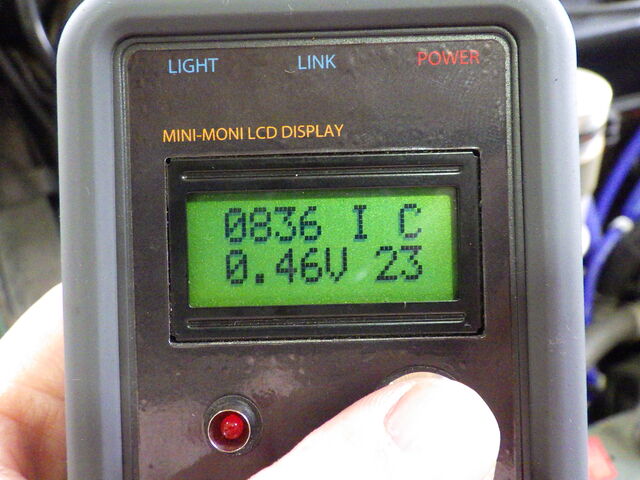 LIGHT LINK POWER
MINI-MONI LCD DISPLAY
0836 I C
0.46V 23